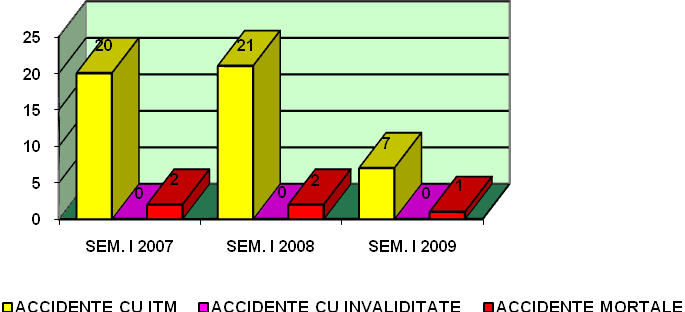 25
20
15
10
5
0
20
0
2
21
0
2
7
0
1
SEM. I 2007
SEM. I 2008
SEM. I 2009
ACCIDENTE CU ITM
ACCIDENTE CU INVALIDITATE
ACCIDENTE MORTALE